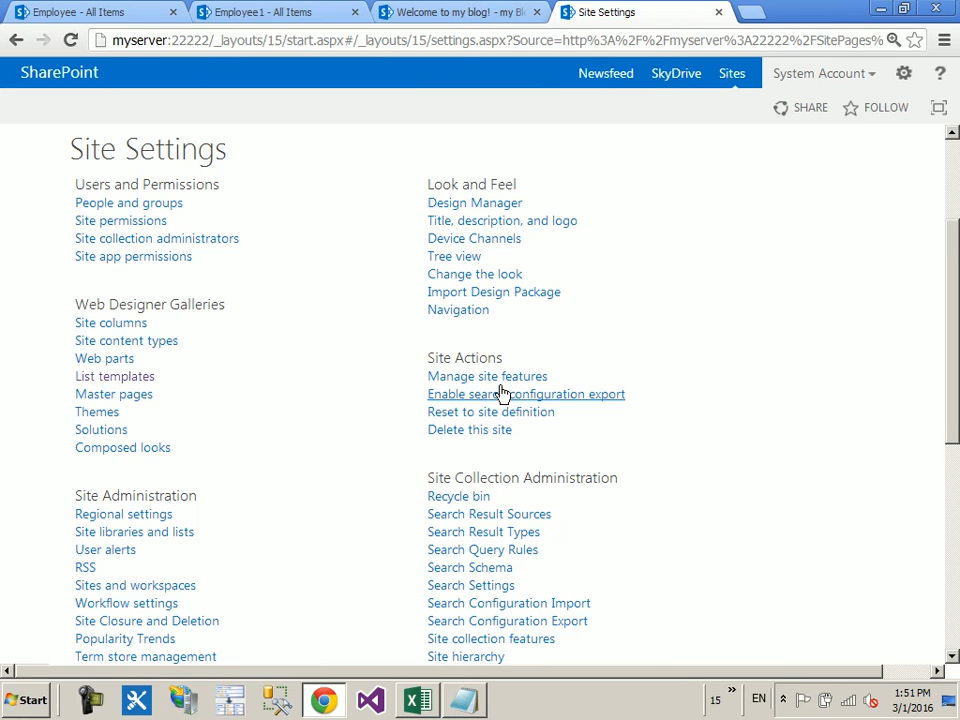 Employee - All Items
Employee1 - All Items
Welcome to my blog! - my Bl
Site Settings
myserver:22222/_layouts/15/start.aspx#/_layouts/15/settings.aspx?Source=http%3A%2F%2Fmyserver%3A22222%2FSitePages%
SharePoint
Newsfeed
SkyDrive
Sites
System Account
?
SHARE
FOLLOW
Site Settings
Users and Permissions
People and groups
Site permissions
Site collection administrators
Site app permissions
Web Designer Galleries
Site columns
Site content types
Web parts
List templates
Master pages
Themes
Solutions
Composed looks
Site Administration
Regional settings
Site libraries and lists
User alerts
RSS
Sites and workspaces
Workflow settings
Site Closure and Deletion
Popularity Trends
Term store management
Look and Feel
Design Manager
Title, description, and logo
Device Channels
Tree view
Change the look
Import Design Package
Navigation
Site Actions
Manage site features
Enable search configuration export
Reset to site definition
Delete this site
Site Collection Administration
Recycle bin
Search Result Sources
Search Result Types
Search Query Rules
Search Schema
Search Settings
Search Configuration Import
Search Configuration Export
Site collection features
Site hierarchy
Start
15
EN
1:51 PM
3/1/2016